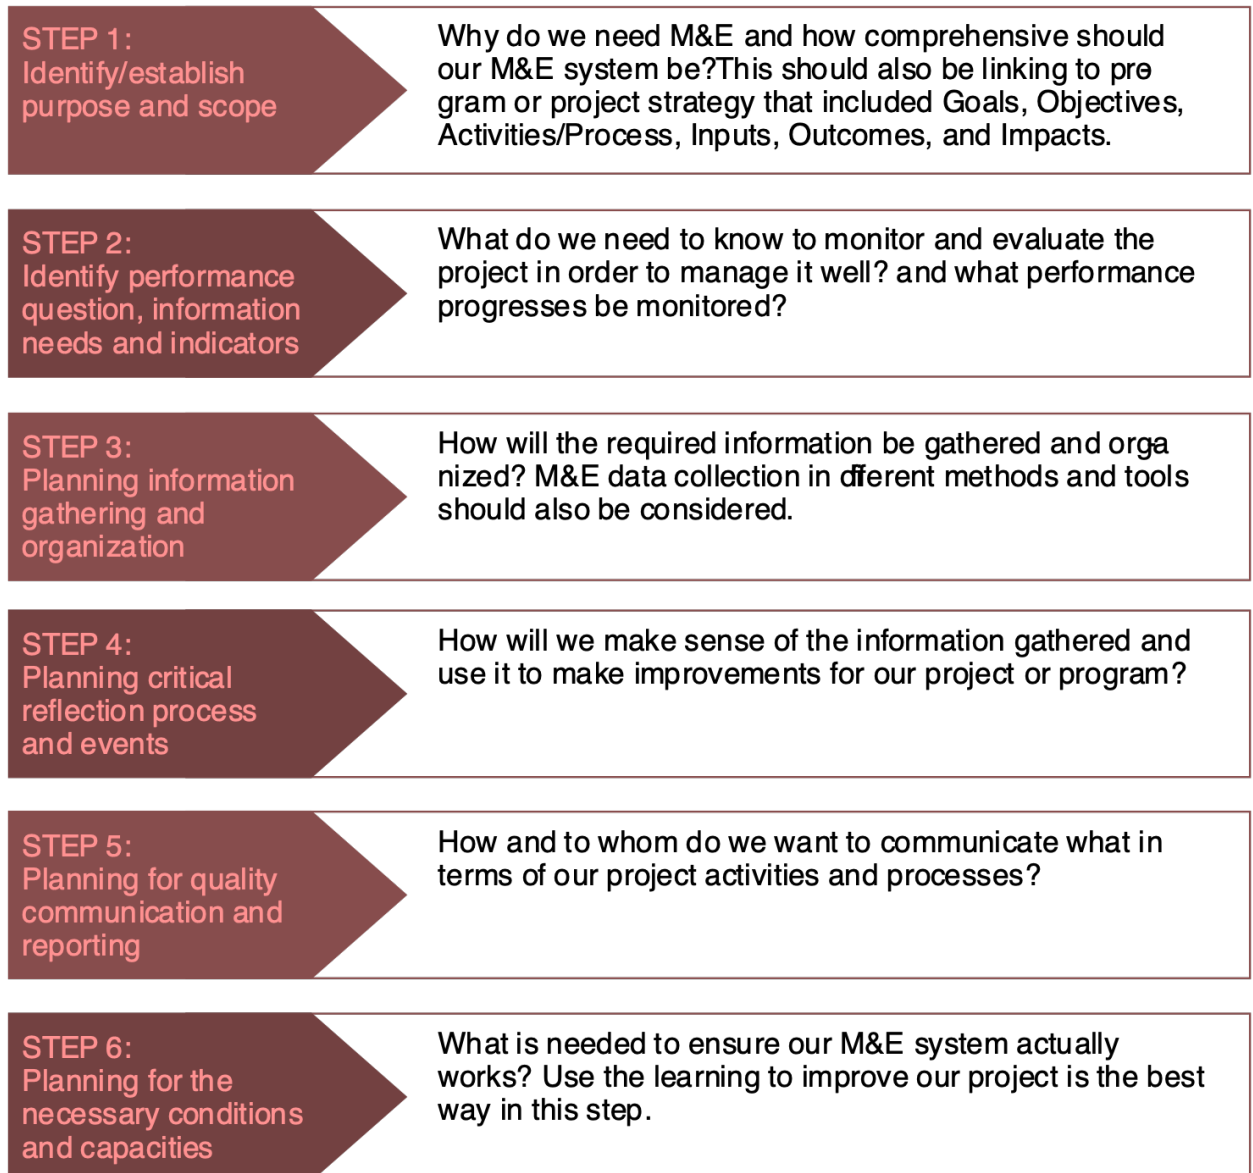 STEP 1:
Identify/establish
purpose and scope
Why do we need M&E and how comprehensive should
our M&E system be?This should also be linking to pro-
gram or project strategy that included Goals, Objectives,
Activities/Process, Inputs, Outcomes, and Impacts.
STEP 2:
Identify performance
question, information
needs and indicators
What do we need to know to monitor and evaluate the
project in order to manage it well? and what performance
progresses be monitored?
STEP 3:
Planning information
gathering and
organization
How will the required information be gathered and orga-
nized? M&E data collection in different methods and tools
should also be considered.
STEP 4:
Planning critical
reflection process
and events
How will we make sense of the information gathered and
use it to make improvements for our project or program?
STEP 5:
Planning for quality
communication and
reporting
How and to whom do we want to communicate what in
terms of our project activities and processes?
STEP 6:
Planning for the
necessary conditions
and capacities
What is needed to ensure our M&E system actually
works? Use the learning to improve our project is the best
way in this step.